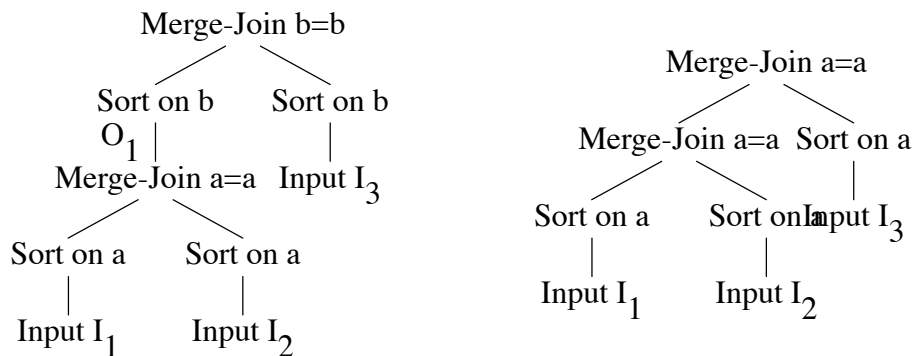 Merge-Join b=b
Sort on b Sort on b
O1
Merge-Join a=a Input I3
Sort on a Sort on a
Input I1 Input I2
Merge-Join a=a
Merge-Join a=a Sort on a
Sort on a Sort on a Input I3
Input I1 Input I2